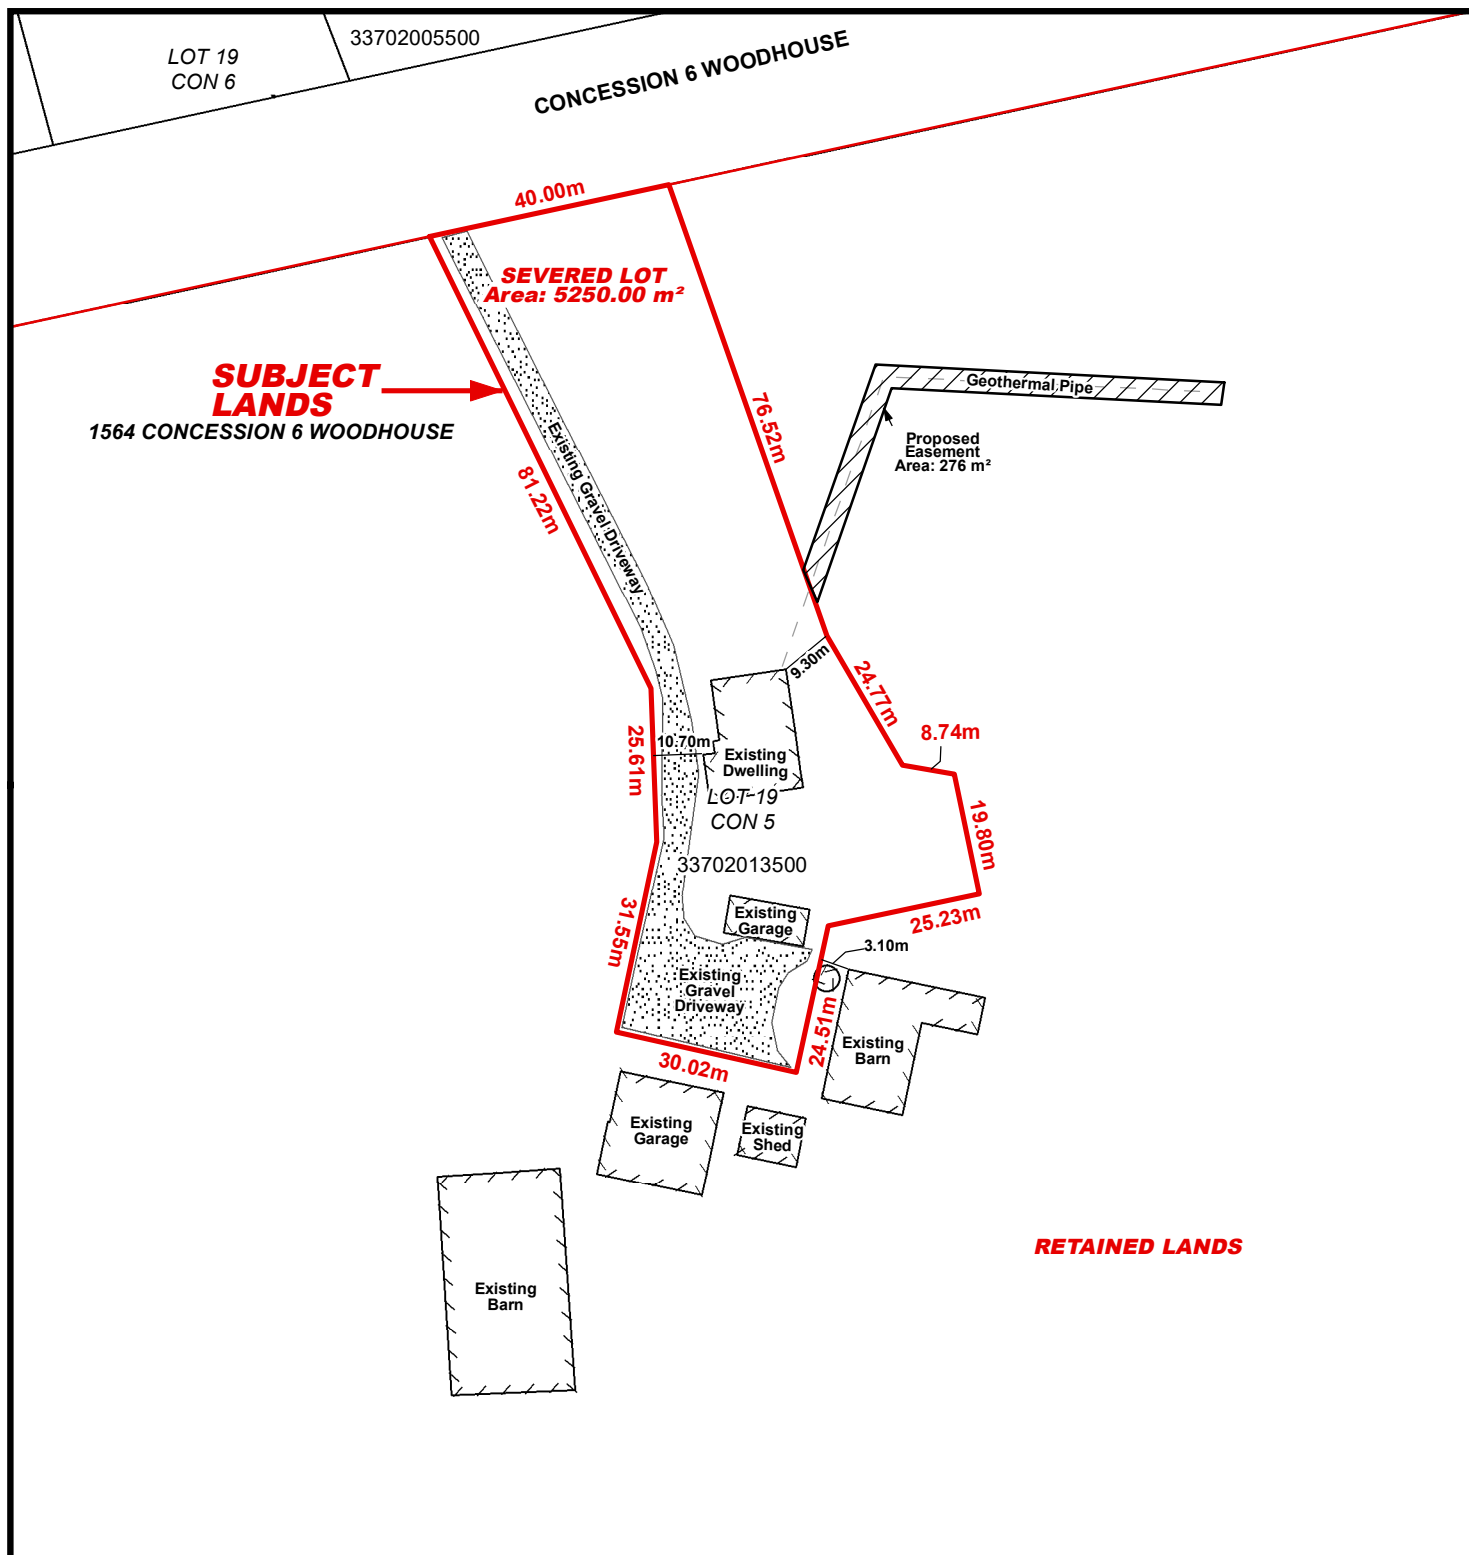 LOT 19
CON 6
33702005500
CONCESSION 6 WOODHOUSE
40.00m
SEVERED LOT
Area: 5250.00 m²
SUBJECT
LANDS
1564 CONCESSION 6 WOODHOUSE
Geothermal Pipe
76.52m
Proposed
Easement
Area: 276 m²
Existing Gravel Driveway
81.22m
9.30m
24.77m
8.74m
25.61m
10.70m
Existing
Dwelling
LOT 19
CON 5
19.80m
33702013500
Existing
Garage
25.23m
31.55m
3.10m
Existing
Gravel
Driveway
24.51m
Existing
Barn
30.02m
Existing
Garage
Existing
Shed
RETAINED LANDS
Existing
Barn